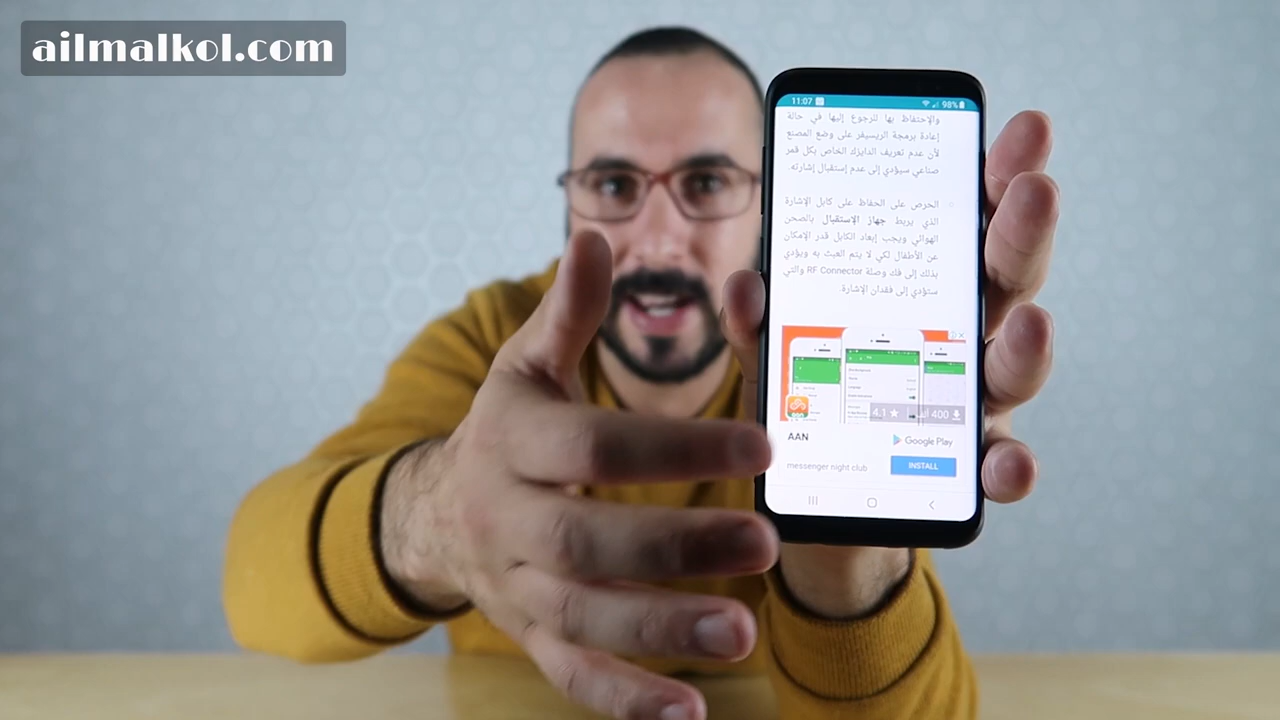 ailmalkol.com
11:07
98%
والإحتفاظ بها للرجوع إليها في حالة
إعادة برمجة الريسيفر على وضع المصنع
لأن عدم تعريف الدايزك الخاص بكل قمر
صناعي سيؤدي إلى عدم إستقبال إشارته.
الحرص على الحفاظ على كابل الإشارة
الذي يربط جهاز الإستقبال بالصحن
الهوائي ويجب إبعاد الكابل قدر الإمكان
عن الأطفال لكي لا يتم العبث به ويؤدي
بذلك إلى فك وصلة RF Connector والتي
ستؤدي إلى فقدان الإشارة.
4.1 ★ 400
AAN
Google Play
messenger night club
INSTALL